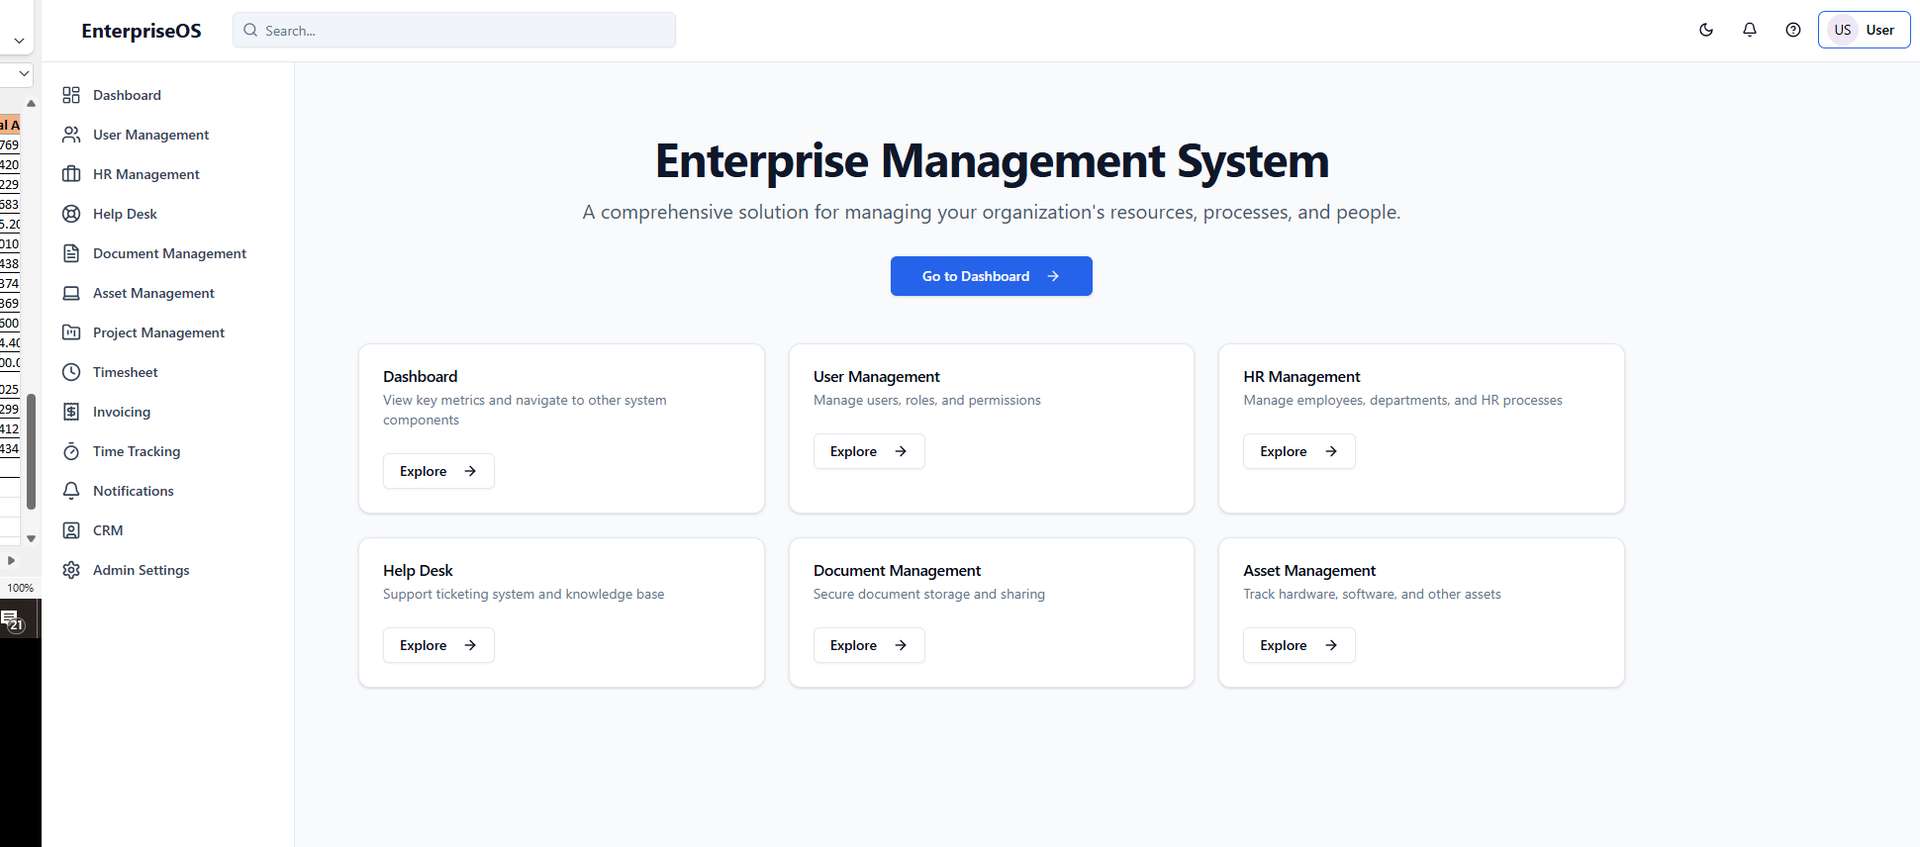 EnterpriseOS
Search...
US User
Dashboard
User Management
HR Management
Help Desk
Document Management
Asset Management
Project Management
Timesheet
Invoicing
Time Tracking
Notifications
CRM
Admin Settings
Enterprise Management System
A comprehensive solution for managing your organization's resources, processes, and people.
Go to Dashboard
Dashboard
View key metrics and navigate to other system
components
Explore
User Management
Manage users, roles, and permissions
Explore
HR Management
Manage employees, departments, and HR processes
Explore
Help Desk
Support ticketing system and knowledge base
Explore
Document Management
Secure document storage and sharing
Explore
Asset Management
Track hardware, software, and other assets
Explore
al A
769
420
229
683
5.20
010
438
374
369
600
4.40
00.0
025
299
412
434
100%
21